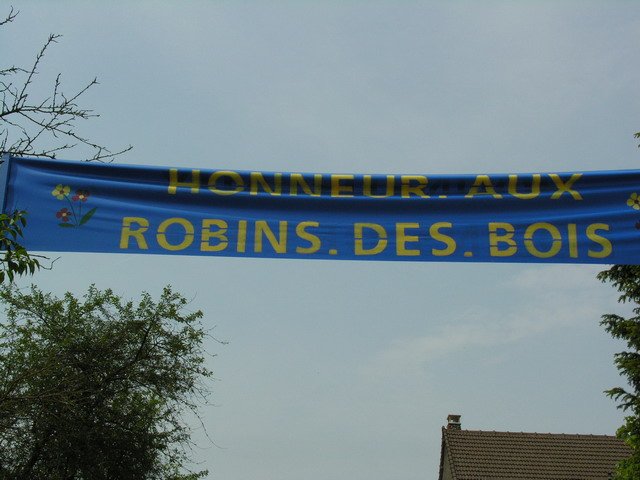 HONNEUR. AUX
ROBINS. DES. BOIS